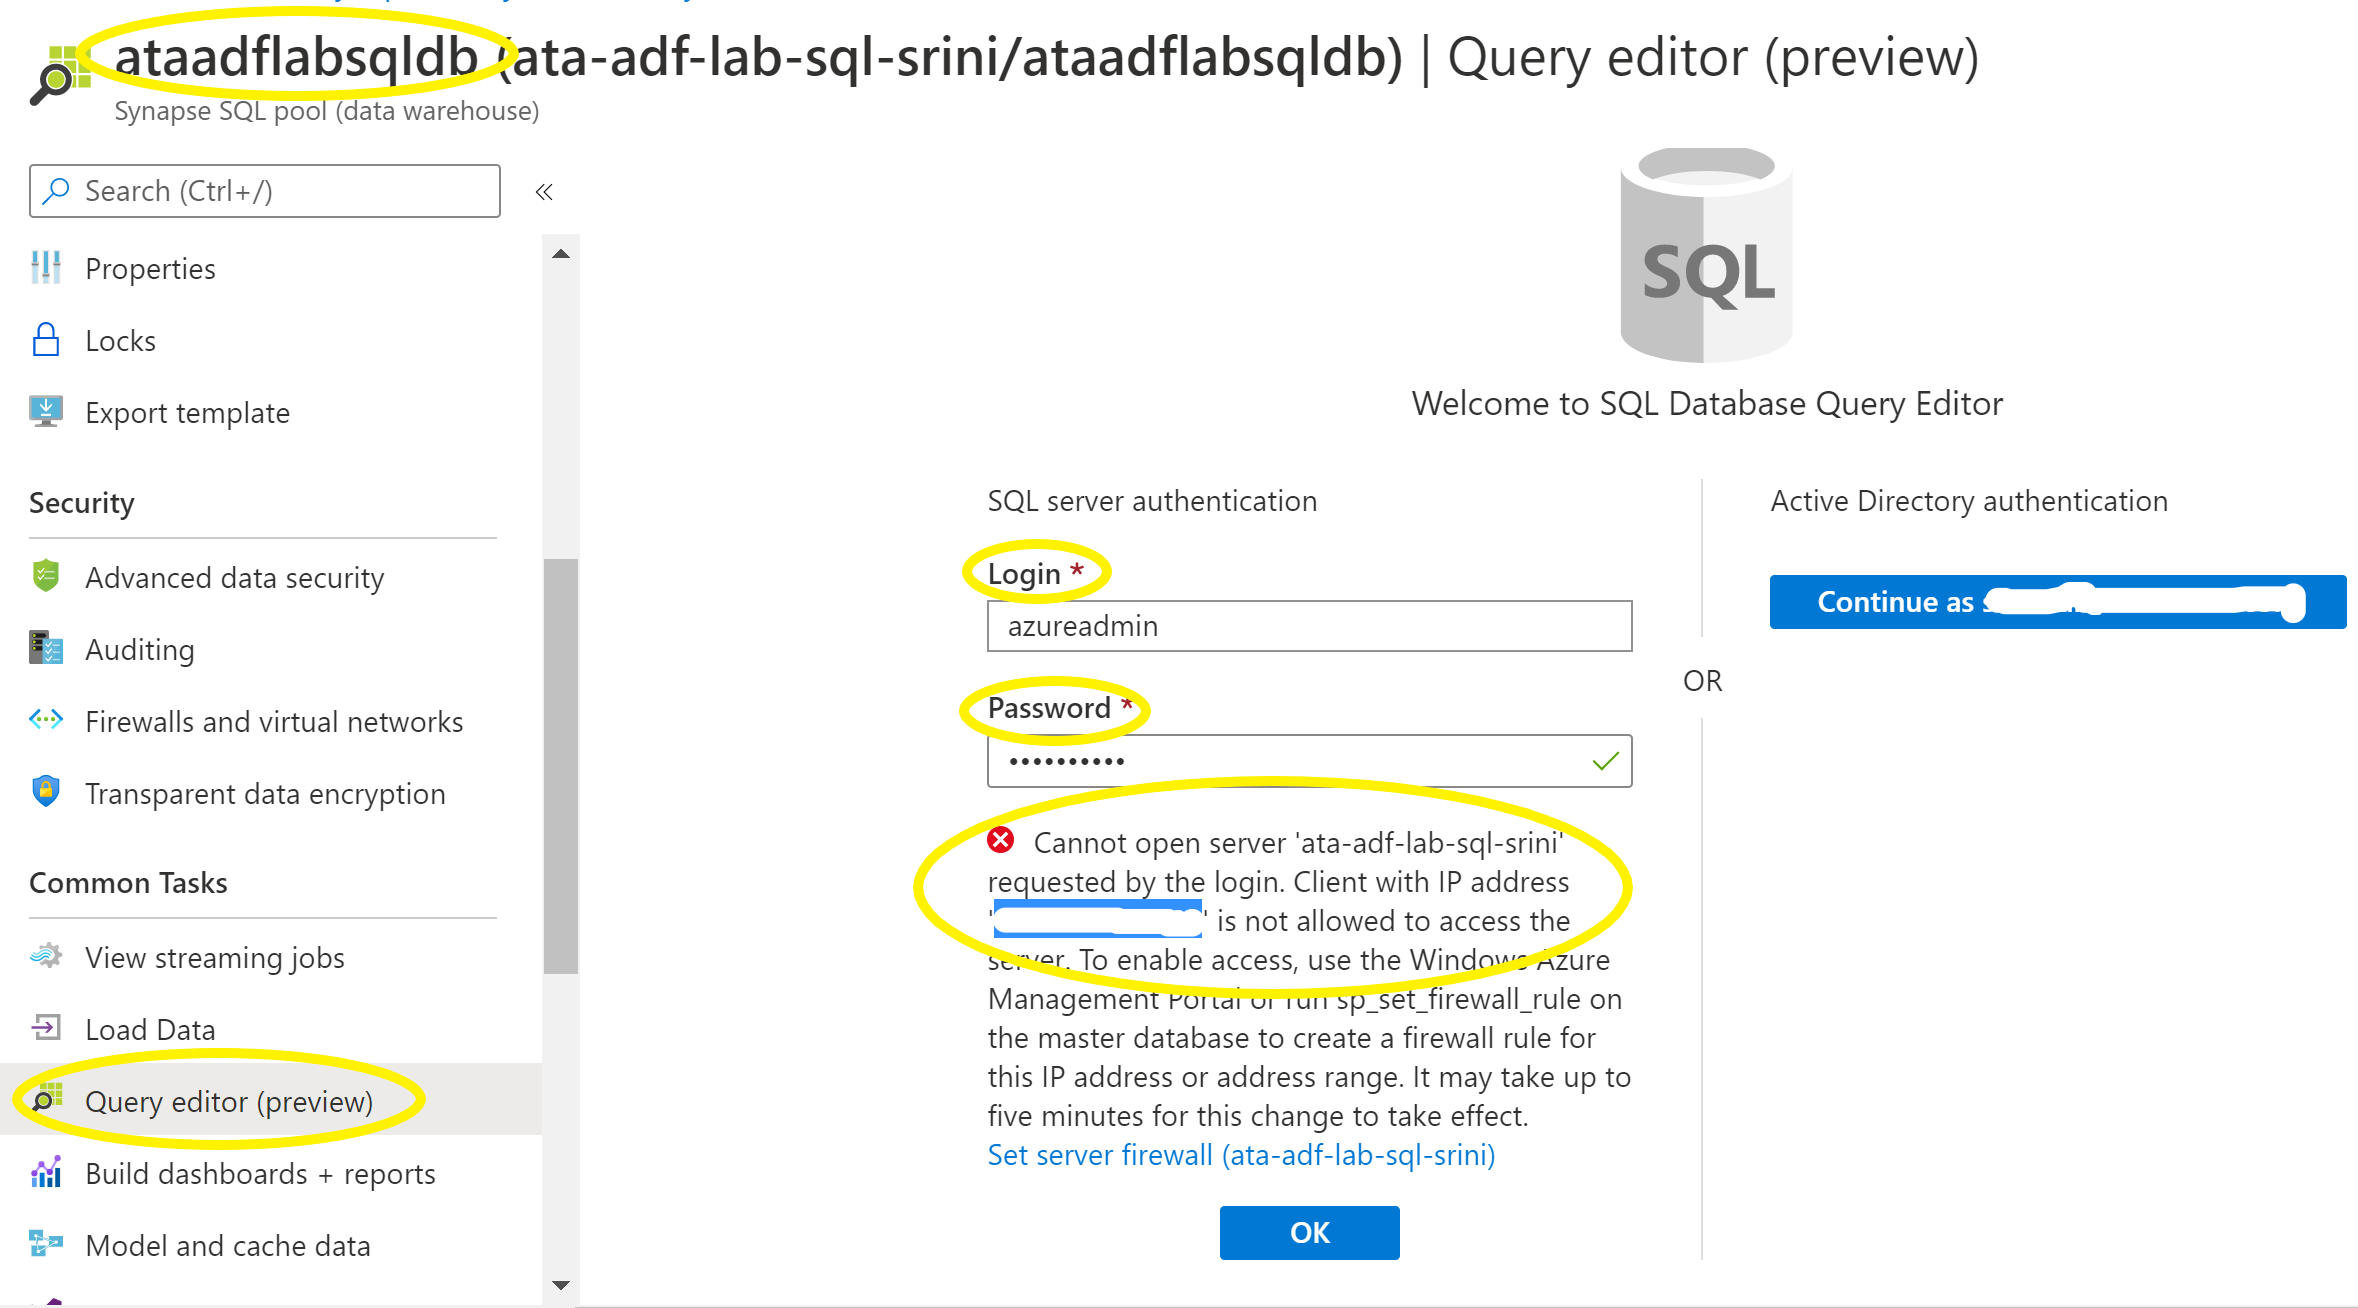 ataadflabsqldb (ata-adf-lab-sql-srini/ataadflabsqldb) | Query editor (preview)
Synapse SQL pool (data warehouse)
Search (Ctrl+/)
Properties
Locks
Export template
Security
Advanced data security
Auditing
Firewalls and virtual networks
Transparent data encryption
Common Tasks
View streaming jobs
Load Data
Query editor (preview)
Build dashboards + reports
Model and cache data
SQL
Welcome to SQL Database Query Editor
SQL server authentication
Login *
azureadmin
Password *
••••••••••
Cannot open server 'ata-adf-lab-sql-srini'
requested by the login. Client with IP address
' ' is not allowed to access the
server. To enable access, use the Windows Azure
Management Portal or run sp_set_firewall_rule on
the master database to create a firewall rule for
this IP address or address range. It may take up to
five minutes for this change to take effect.
Set server firewall (ata-adf-lab-sql-srini)
OK
OR
Active Directory authentication
Continue as